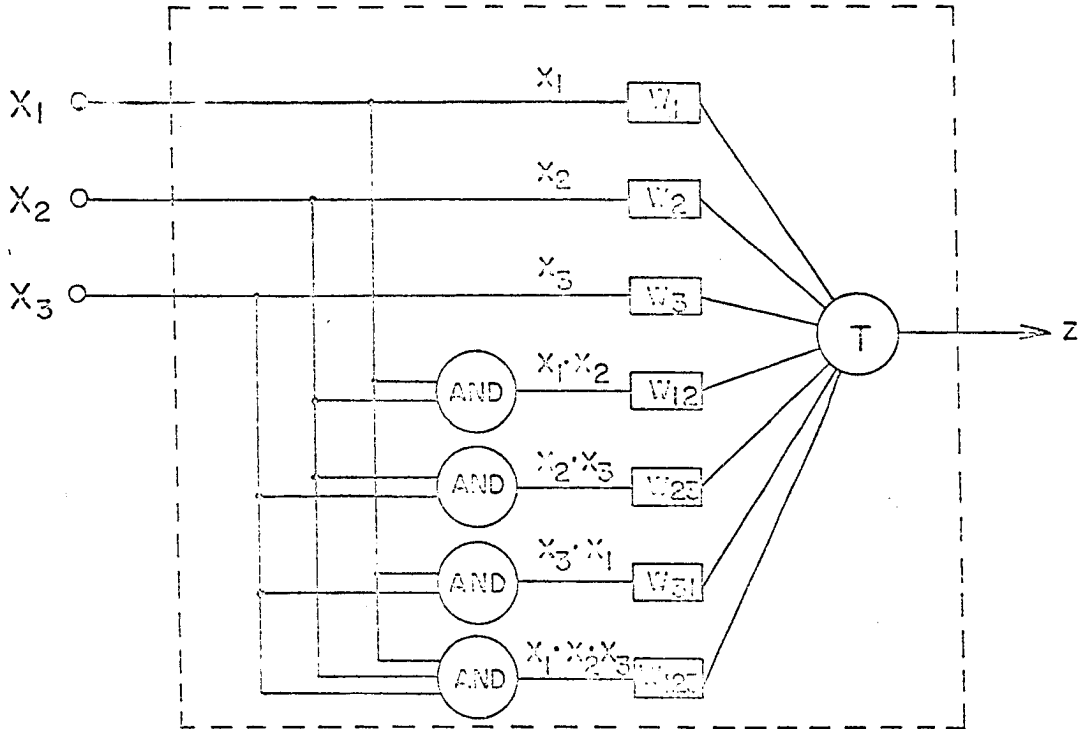 X1
X1
W1
X2
X2
W2
X3
X3
W3
T
Z
AND
X1·X2
W12
AND
X2·X3
W23
AND
X3·X1
W31
AND
X1·X2·X3
W123